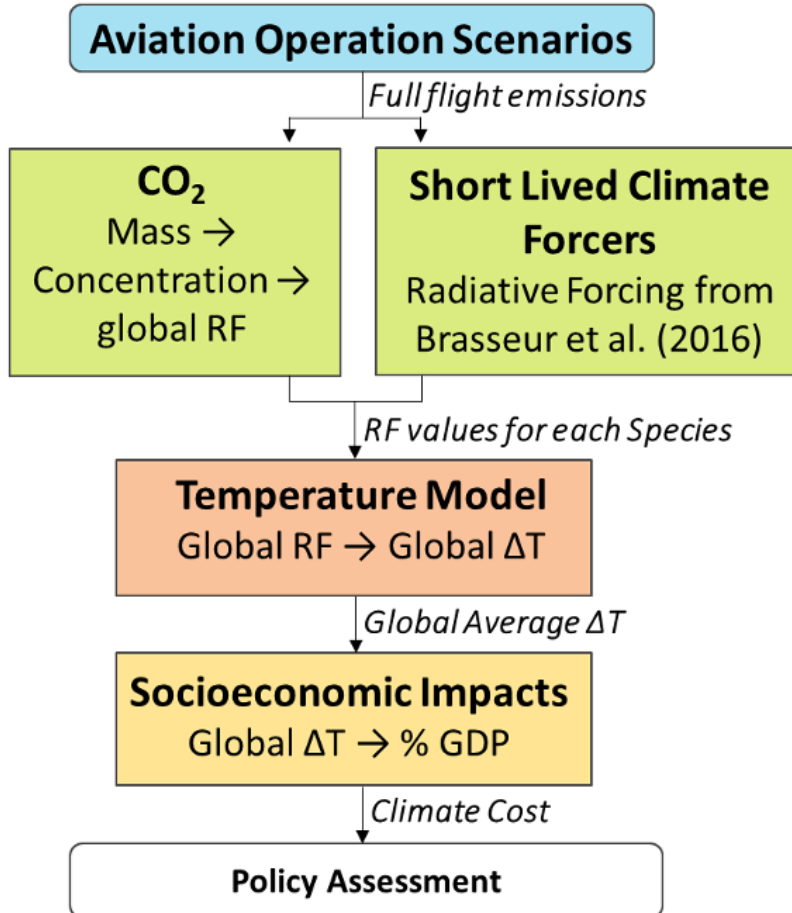 Aviation Operation Scenarios
Full flight emissions
CO₂
Mass →
Concentration →
global RF
Short Lived Climate
Forcers
Radiative Forcing from
Brasseur et al. (2016)
RF values for each Species
Temperature Model
Global RF → Global ΔT
Global Average ΔT
Socioeconomic Impacts
Global ΔT → % GDP
Climate Cost
Policy Assessment